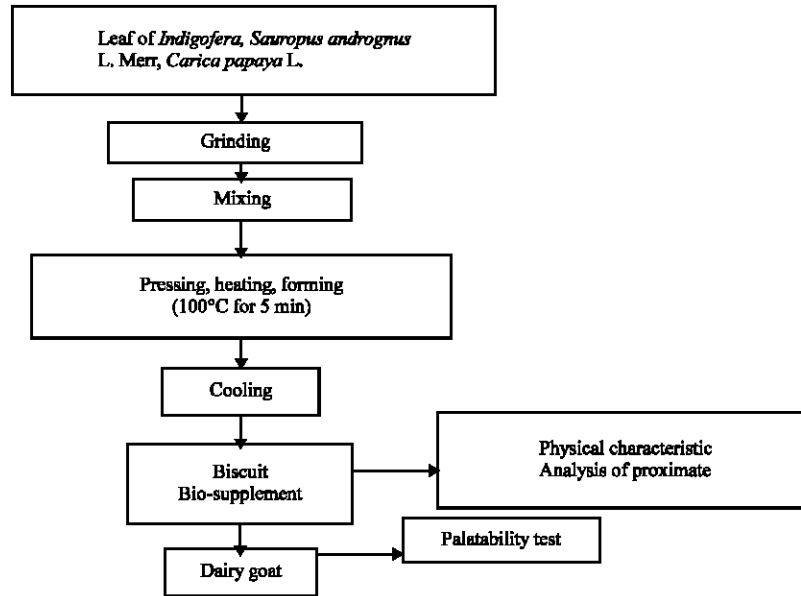 Leaf of Indigofera, Sauropus andrognus
L. Merr, Carica papaya L.
Grinding
Mixing
Pressing, heating, forming
(100°C for 5 min)
Cooling
Biscuit
Bio-supplement
Physical characteristic
Analysis of proximate
Palatability test
Dairy goat